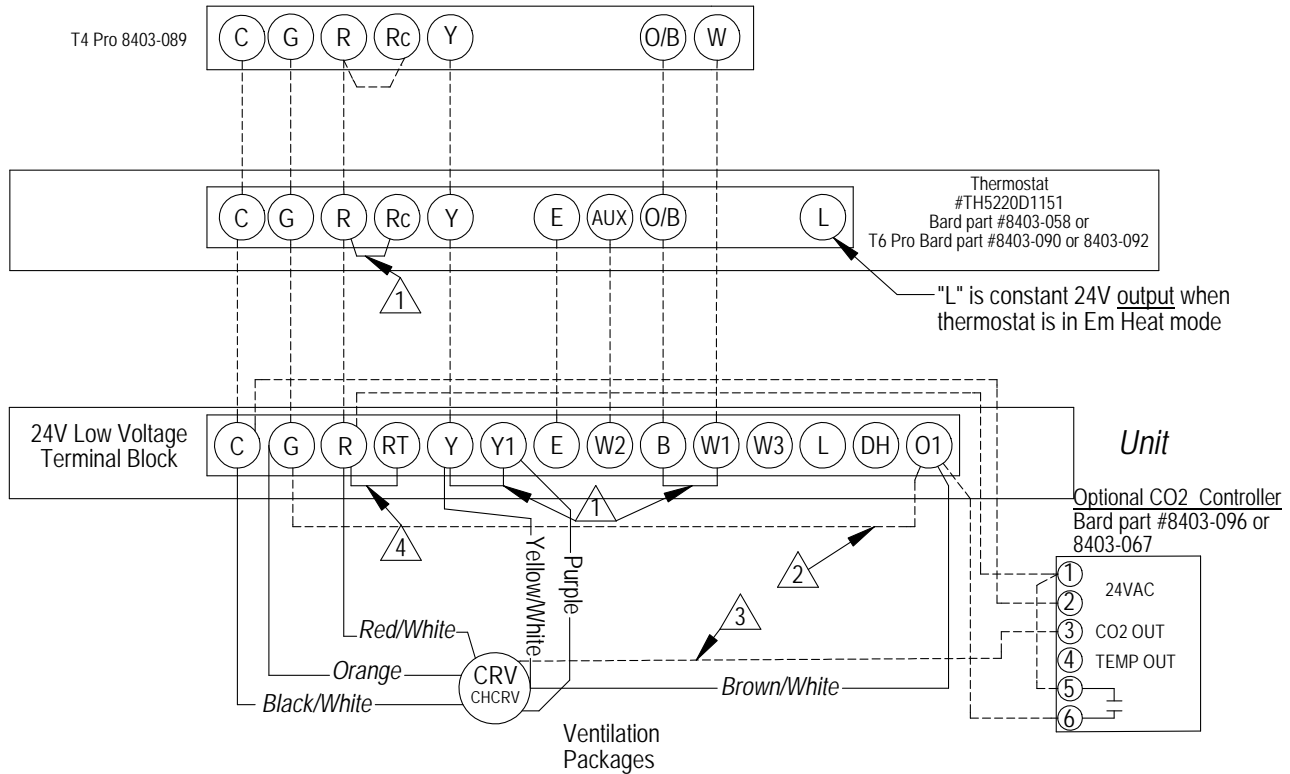 T4 Pro 8403-089
C G R Rc Y O/B W
Thermostat
#TH5220D1151
Bard part #8403-058 or
T6 Pro Bard part #8403-090 or 8403-092
C G R Rc Y E AUX O/B L
1
"L" is constant 24V output when
thermostat is in Em Heat mode
24V Low Voltage
Terminal Block
C G R RT Y Y1 E W2 B W1 W3 L DH O1
Unit
4
1
2
3
Optional CO2 Controller
Bard part #8403-096 or
8403-067
1
24VAC
2
3 CO2 OUT
4 TEMP OUT
5
6
Yellow/White
Purple
Red/White
Orange
Black/White
CRV
CHCRV
Brown/White
Ventilation
Packages